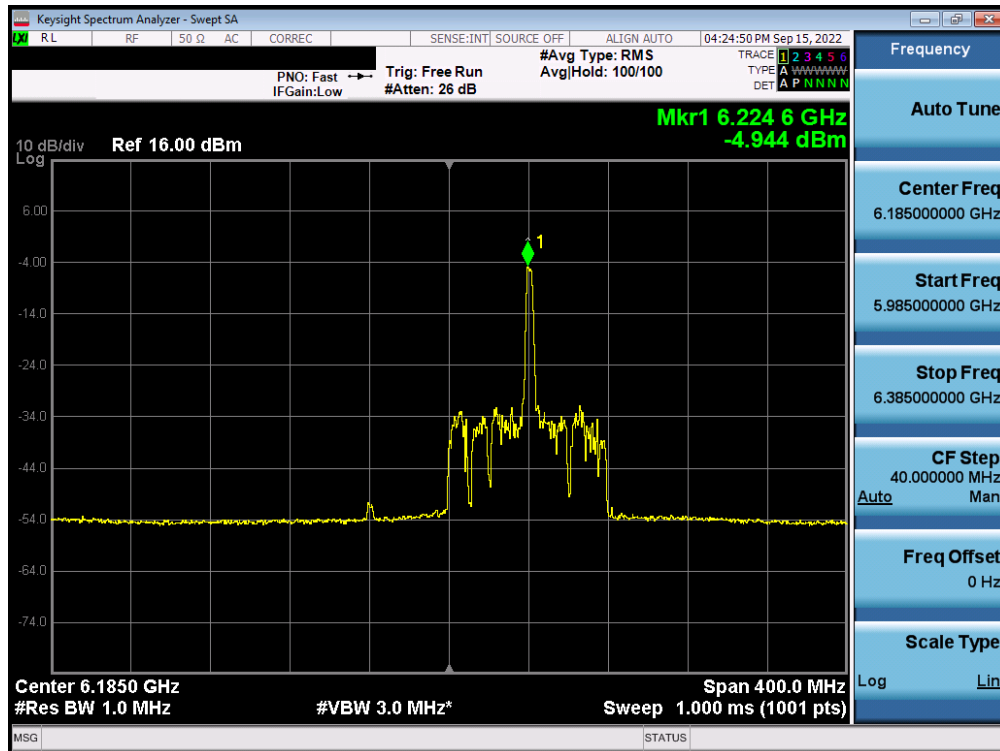 Keysight Spectrum Analyzer - Swept SA
LXI RL RF 50 Ω AC CORREC SENSE:INT SOURCE OFF ALIGN AUTO 04:24:50 PM Sep 15, 2022
#Avg Type: RMS TRACE 1 2 3 4 5 6
PNO: Fast Trig: Free Run Avg|Hold: 100/100 TYPE A WWWWW
IFGain:Low #Atten: 26 dB DET A P N N N N
Mkr1 6.224 6 GHz
-4.944 dBm
10 dB/div Ref 16.00 dBm
Log
6.00
1
-4.00
-14.0
-24.0
-34.0
-44.0
-54.0
-64.0
-74.0
Center 6.1850 GHz Span 400.0 MHz
#Res BW 1.0 MHz #VBW 3.0 MHz* Sweep 1.000 ms (1001 pts)
MSG STATUS
Frequency
Auto Tune
Center Freq
6.185000000 GHz
Start Freq
5.985000000 GHz
Stop Freq
6.385000000 GHz
CF Step
40.000000 MHz
Auto Man
Freq Offset
0 Hz
Scale Type
Log Lin